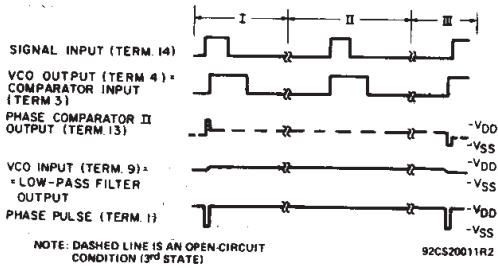 I II III
SIGNAL INPUT (TERM. 14)
VCO OUTPUT (TERM 4) =
COMPARATOR INPUT
(TERM 3)
PHASE COMPARATOR II
OUTPUT (TERM. 13)
-VDD
-VSS
VCO INPUT (TERM. 9)=
=LOW-PASS FILTER
OUTPUT
-VDD
-VSS
PHASE PULSE (TERM. 1)
-VDD
-VSS
NOTE: DASHED LINE IS AN OPEN-CIRCUIT
CONDITION (3rd STATE)
92CS20011R2